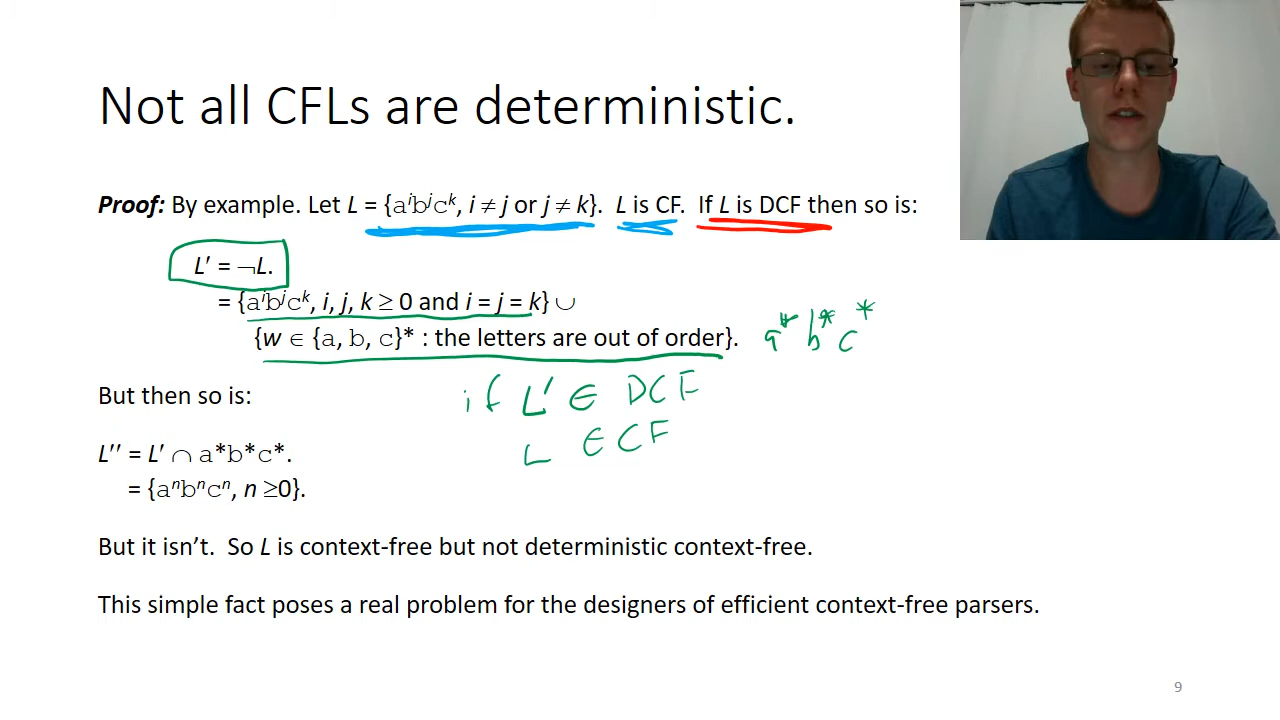 Not all CFLs are deterministic.
Proof: By example. Let L = {aⁱbʲcᵏ, i ≠ j or j ≠ k}. L is CF. If L is DCF then so is:
L′ = ¬L.
= {aⁱbʲcᵏ, i, j, k ≥ 0 and i = j = k} ∪
{w ∈ {a, b, c}* : the letters are out of order}. a* b* c*
But then so is:
if L' ∈ DCF
L ∈ CF
L′′ = L′ ∩ a*b*c*.
= {aⁿbⁿcⁿ, n ≥0}.
But it isn’t. So L is context-free but not deterministic context-free.
This simple fact poses a real problem for the designers of efficient context-free parsers.
9